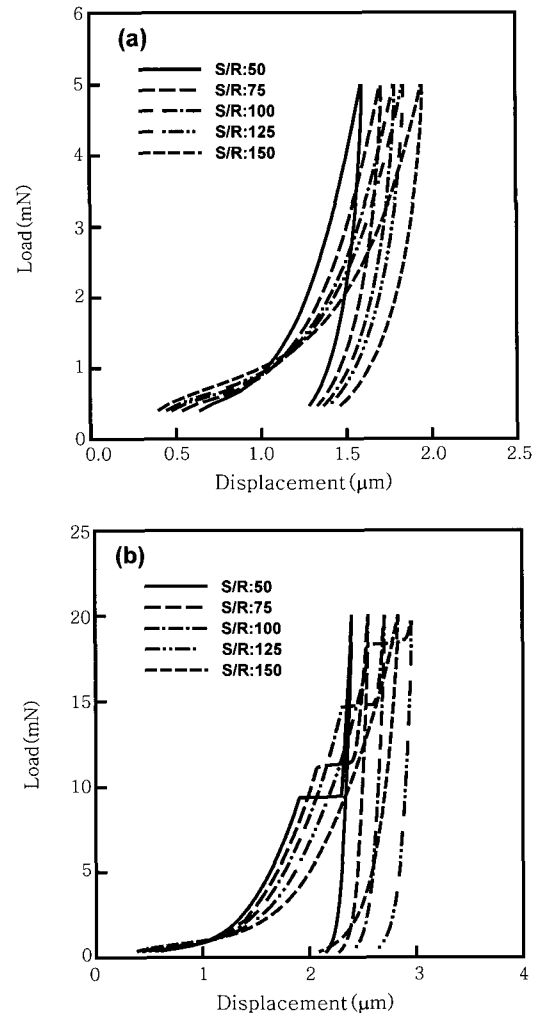 (a)
S/R:50
S/R:75
S/R:100
S/R:125
S/R:150
6
5
4
3
2
1
0
Load(mN)
0.0 0.5 1.0 1.5 2.0 2.5
Displacement(μm)
(b)
S/R:50
S/R:75
S/R:100
S/R:125
S/R:150
25
20
15
10
5
0
Load(mN)
0 1 2 3 4
Displacement(μm)